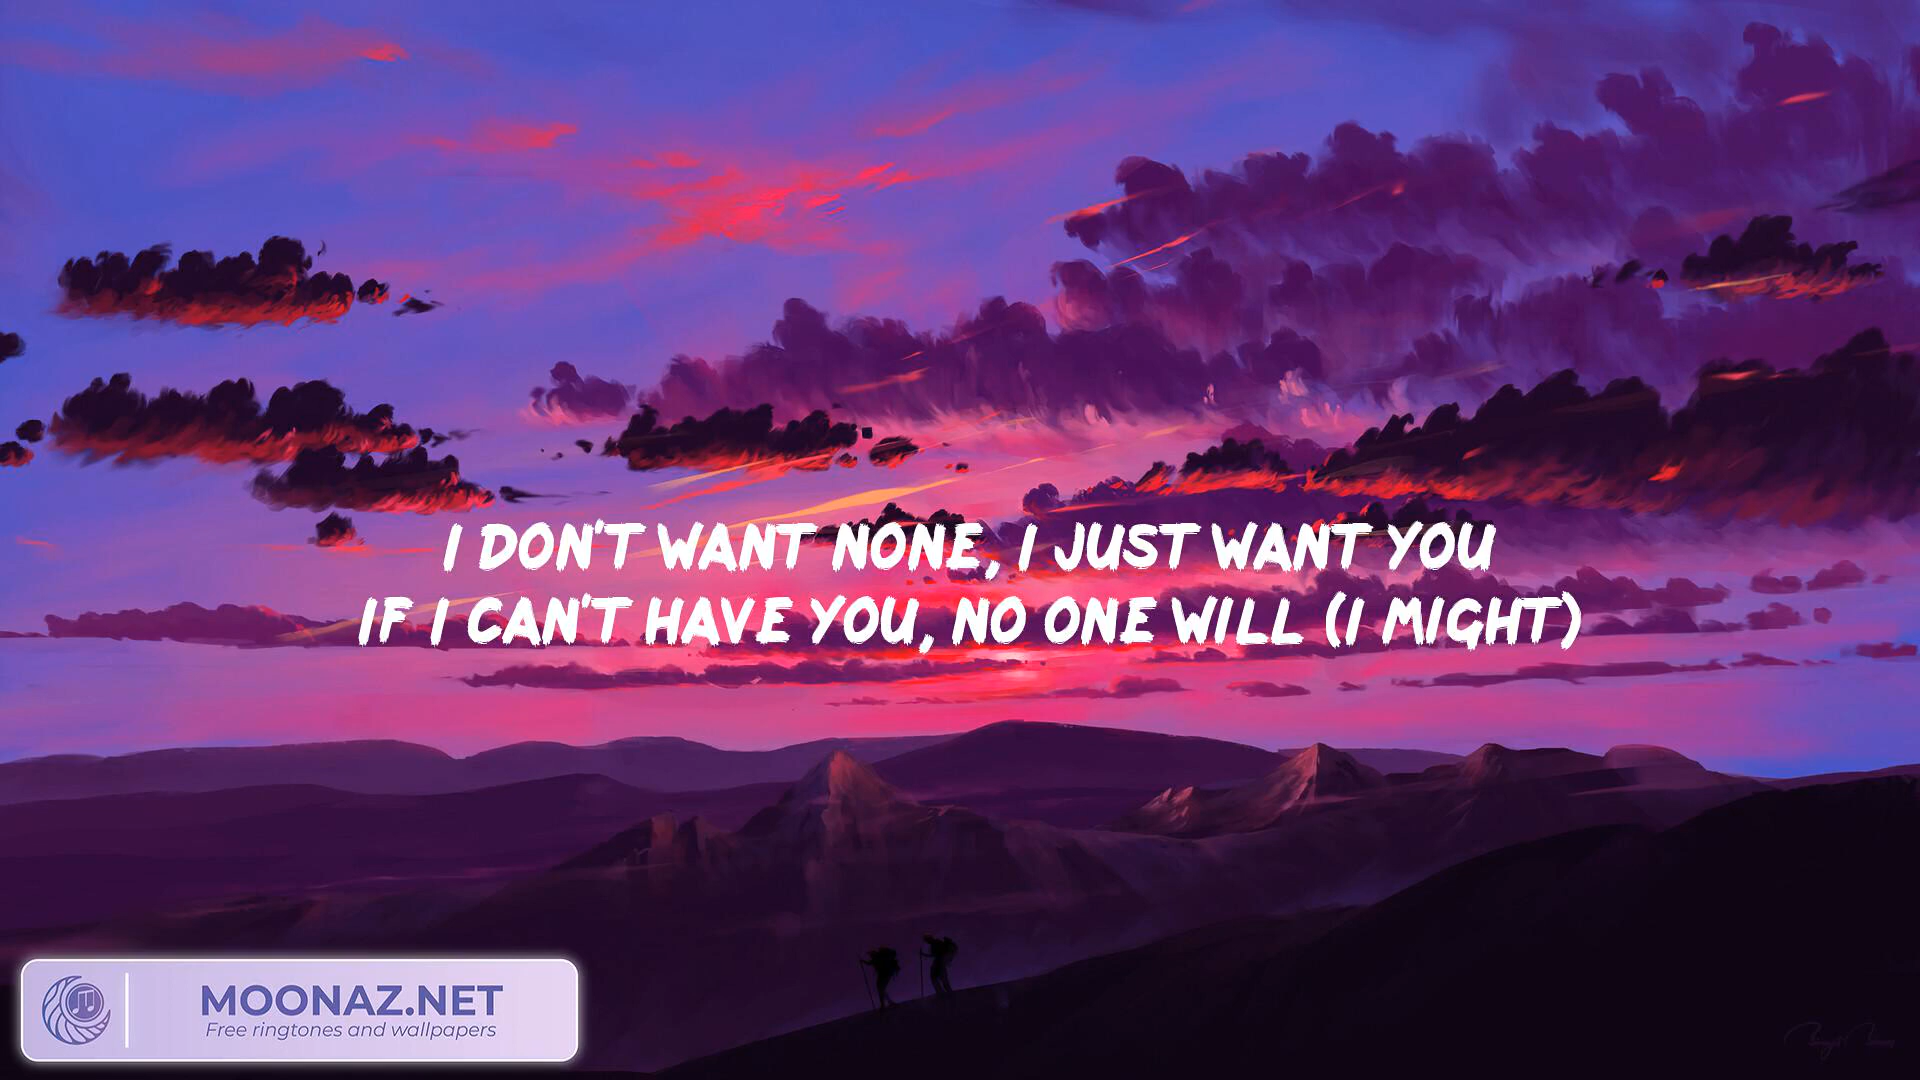 I DON'T WANT NONE, I JUST WANT YOU
IF I CAN'T HAVE YOU, NO ONE WILL (I MIGHT)
MOONAZ.NET
Free ringtones and wallpapers